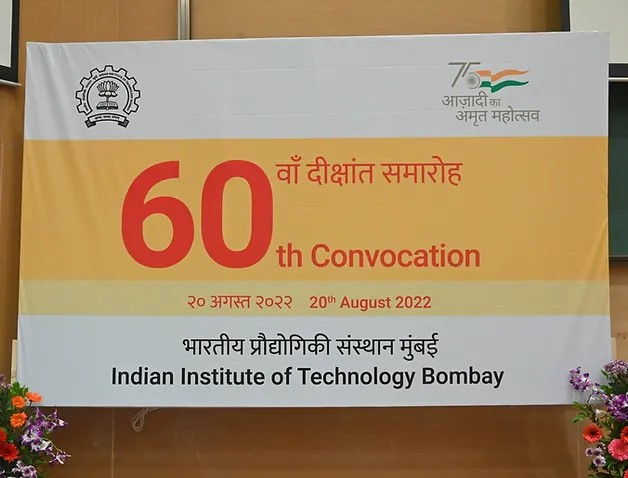 75
आज़ादी का
अमृत महोत्सव
60 वाँ दीक्षांत समारोह
th Convocation
२० अगस्त २०२२ 20th August 2022
भारतीय प्रौद्योगिकी संस्थान मुंबई
Indian Institute of Technology Bombay